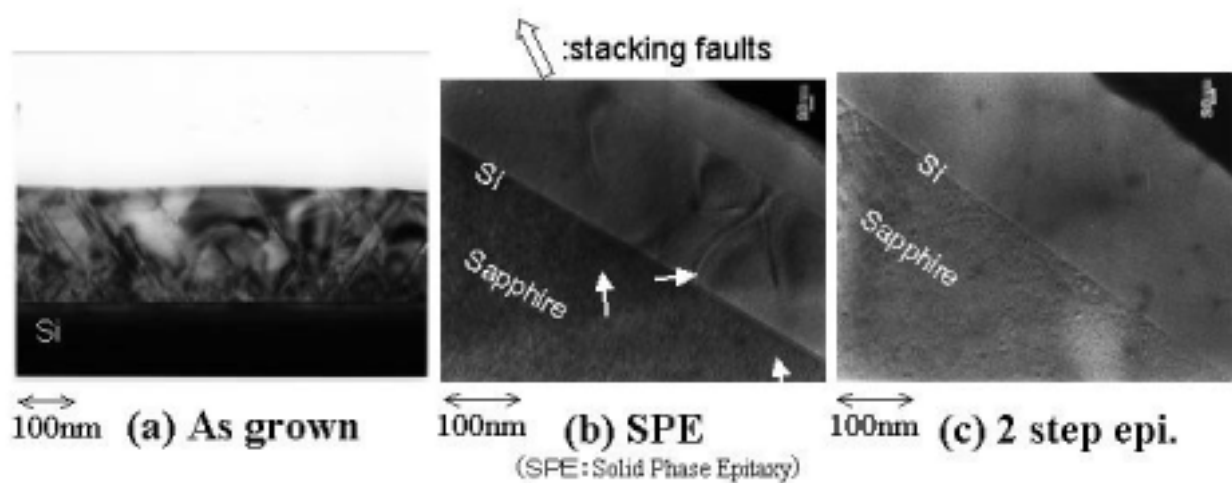 :stacking faults
Si
Si
Sapphire
Si
Sapphire
100nm
(a) As grown
100nm
(b) SPE
(SPE:Solid Phase Epitaxy)
100nm
(c) 2 step epi.